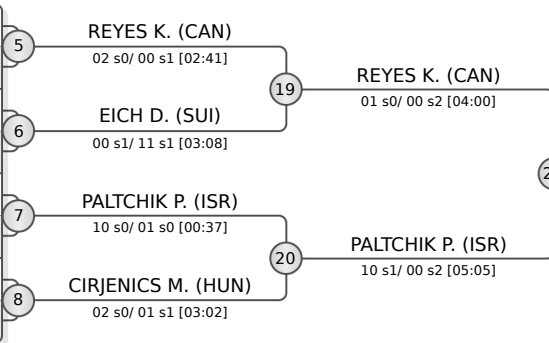 REYES K. (CAN)
5
02 s0/ 00 s1 [02:41]
19
REYES K. (CAN)
01 s0/ 00 s2 [04:00]
EICH D. (SUI)
6
00 s1/ 11 s1 [03:08]
2
PALTCHIK P. (ISR)
7
10 s0/ 01 s0 [00:37]
20
PALTCHIK P. (ISR)
10 s1/ 00 s2 [05:05]
CIRJENICS M. (HUN)
8
02 s0/ 01 s1 [03:02]